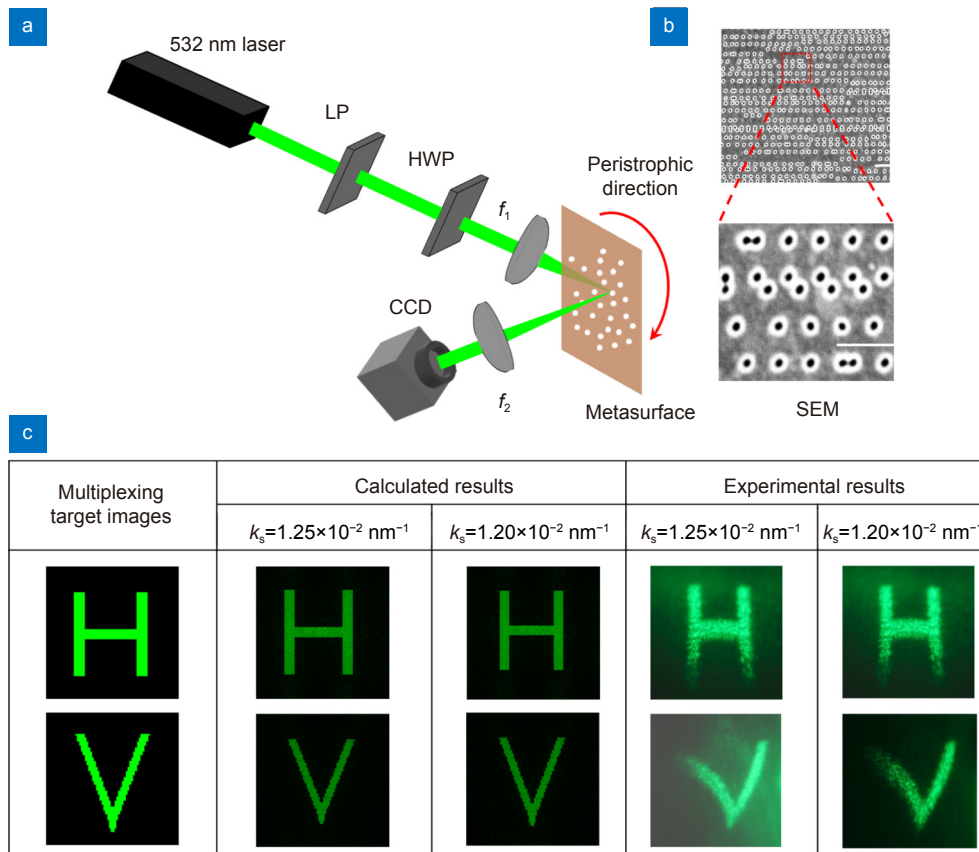 a
b
532 nm laser
LP
HWP
f₁
Peristrophic
direction
CCD
f₂
Metasurface
SEM
c
Multiplexing
target images
Calculated results
Experimental results
kₛ=1.25×10⁻² nm⁻¹
kₛ=1.20×10⁻² nm⁻¹
kₛ=1.25×10⁻² nm⁻¹
kₛ=1.20×10⁻² nm⁻¹
H H H H H
V V V V V